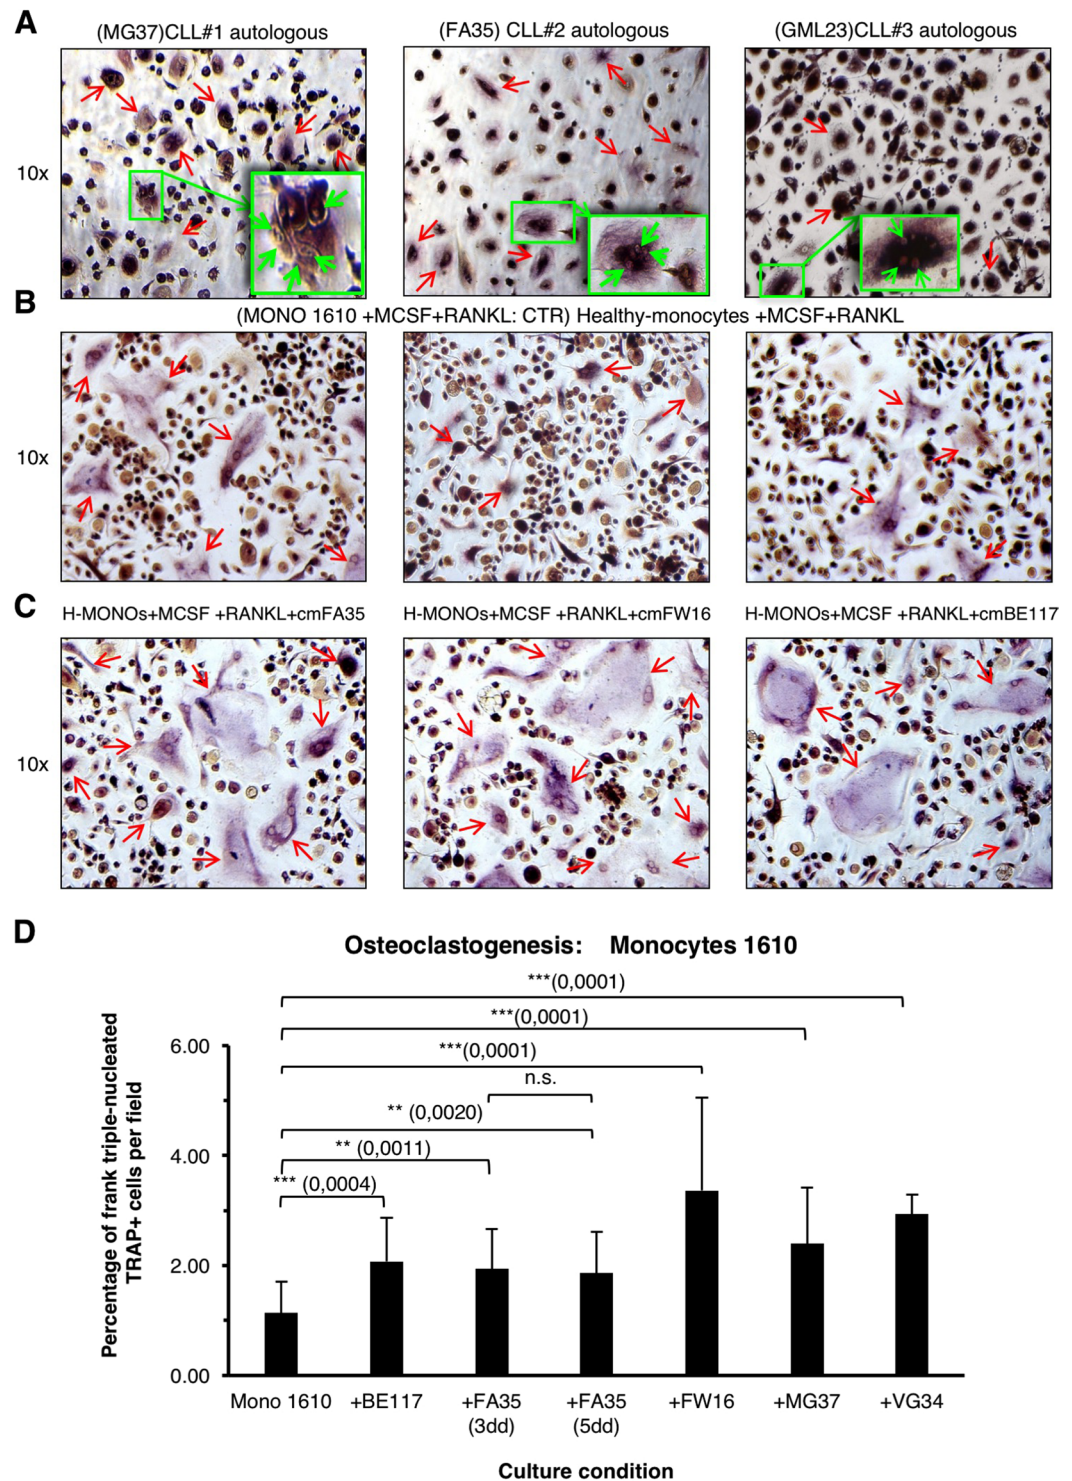 A
(MG37)CLL#1 autologous
(FA35) CLL#2 autologous
(GML23)CLL#3 autologous
10x
B
(MONO 1610 +MCSF+RANKL: CTR) Healthy-monocytes +MCSF+RANKL
10x
C
H-MONOs+MCSF +RANKL+cmFA35
H-MONOs+MCSF +RANKL+cmFW16
H-MONOs+MCSF +RANKL+cmBE117
10x
D
Osteoclastogenesis: Monocytes 1610
***(0,0001)
***(0,0001)
***(0,0001)
n.s.
** (0,0020)
** (0,0011)
*** (0,0004)
Percentage of frank triple-nucleated
TRAP+ cells per field
6.00
4.00
2.00
0.00
Mono 1610
+BE117
+FA35
(3dd)
+FA35
(5dd)
+FW16
+MG37
+VG34
Culture condition